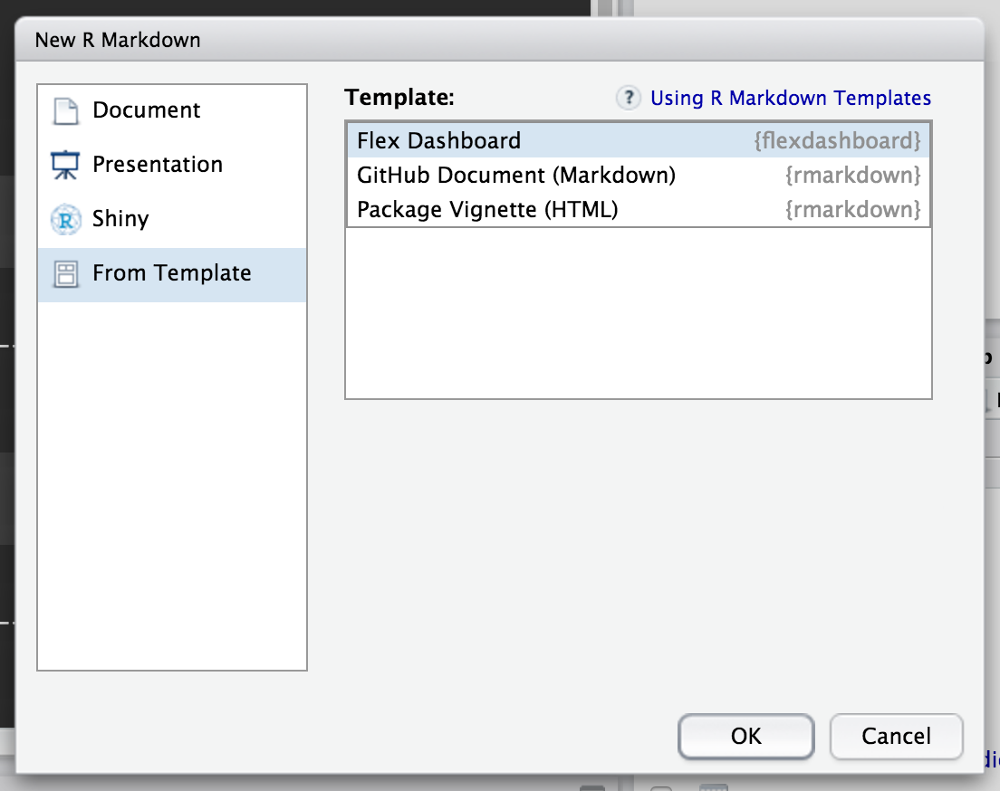 New R Markdown
Document
Presentation
Shiny
From Template
Template:
? Using R Markdown Templates
Flex Dashboard {flexdashboard}
GitHub Document (Markdown) {rmarkdown}
Package Vignette (HTML) {rmarkdown}
OK
Cancel